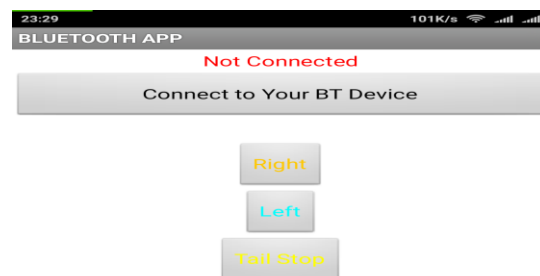 23:29 101K/s
BLUETOOTH APP
Not Connected
Connect to Your BT Device
Right
Left
Tail Stop